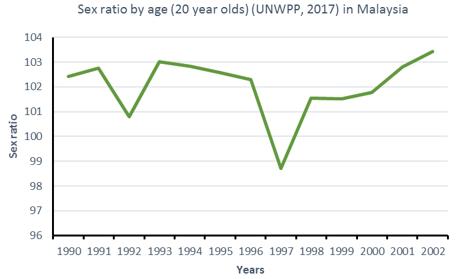 Sex ratio by age (20 year olds) (UNWPP, 2017) in Malaysia
104
103
102
101
100
99
98
97
96
Sex ratio
1990 1991 1992 1993 1994 1995 1996 1997 1998 1999 2000 2001 2002
Years